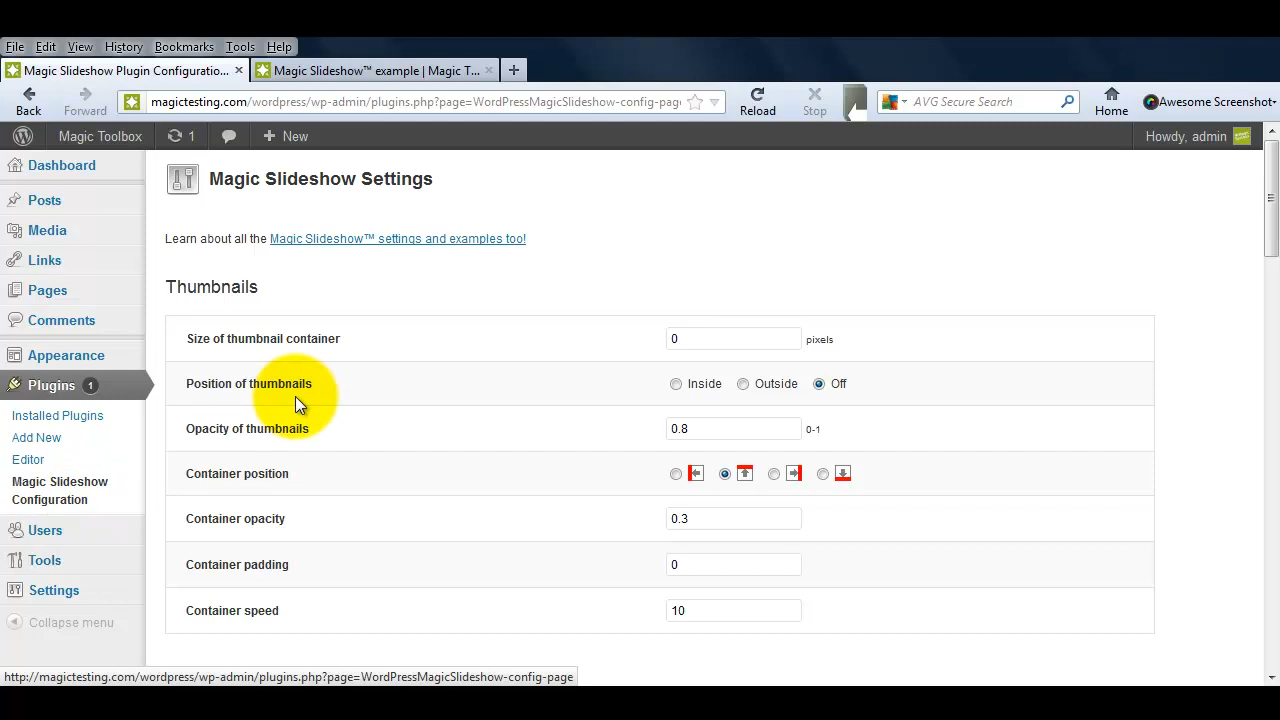 File Edit View History Bookmarks Tools Help
Magic Slideshow Plugin Configuratio... × Magic Slideshow™ example | Magic T... × +
Back Forward magictesting.com/wordpress/wp-admin/plugins.php?page=WordPressMagicSlideshow-config-page Reload Stop AVG Secure Search Home Awesome Screenshot
Magic Toolbox 1 + New Howdy, admin
Dashboard
Posts
Media
Links
Pages
Comments
Appearance
Plugins 1
Installed Plugins
Add New
Editor
Magic Slideshow
Configuration
Users
Tools
Settings
Collapse menu
Magic Slideshow Settings
Learn about all the Magic Slideshow™ settings and examples too!
Thumbnails
Size of thumbnail container 0 pixels
Position of thumbnails Inside Outside Off
Opacity of thumbnails 0.8 0-1
Container position
Container opacity 0.3
Container padding 0
Container speed 10
http://magictesting.com/wordpress/wp-admin/plugins.php?page=WordPressMagicSlideshow-config-page